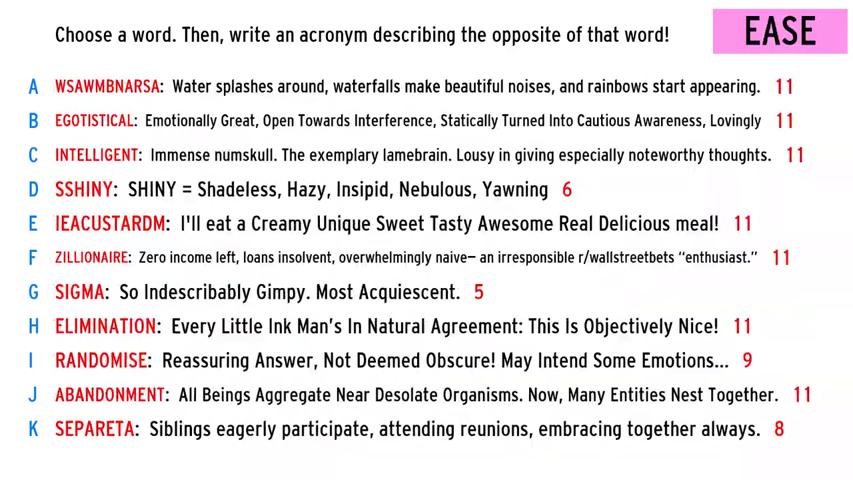 Choose a word. Then, write an acronym describing the opposite of that word!
EASE
A WSAWMBNARSA: Water splashes around, waterfalls make beautiful noises, and rainbows start appearing. 11
B EGOTISTICAL: Emotionally Great, Open Towards Interference, Statically Turned Into Cautious Awareness, Lovingly 11
C INTELLIGENT: Immense numskull. The exemplary lamebrain. Lousy in giving especially noteworthy thoughts. 11
D SSHINY: SHINY = Shadeless, Hazy, Insipid, Nebulous, Yawning 6
E IEACUSTARDM: I'll eat a Creamy Unique Sweet Tasty Awesome Real Delicious meal! 11
F ZILLIONAIRE: Zero income left, loans insolvent, overwhelmingly naive— an irresponsible r/wallstreetbets “enthusiast.” 11
G SIGMA: So Indescribably Gimpy. Most Acquiescent. 5
H ELIMINATION: Every Little Ink Man's In Natural Agreement: This Is Objectively Nice! 11
I RANDOMISE: Reassuring Answer, Not Deemed Obscure! May Intend Some Emotions... 9
J ABANDONMENT: All Beings Aggregate Near Desolate Organisms. Now, Many Entities Nest Together. 11
K SEPARETA: Siblings eagerly participate, attending reunions, embracing together always. 8